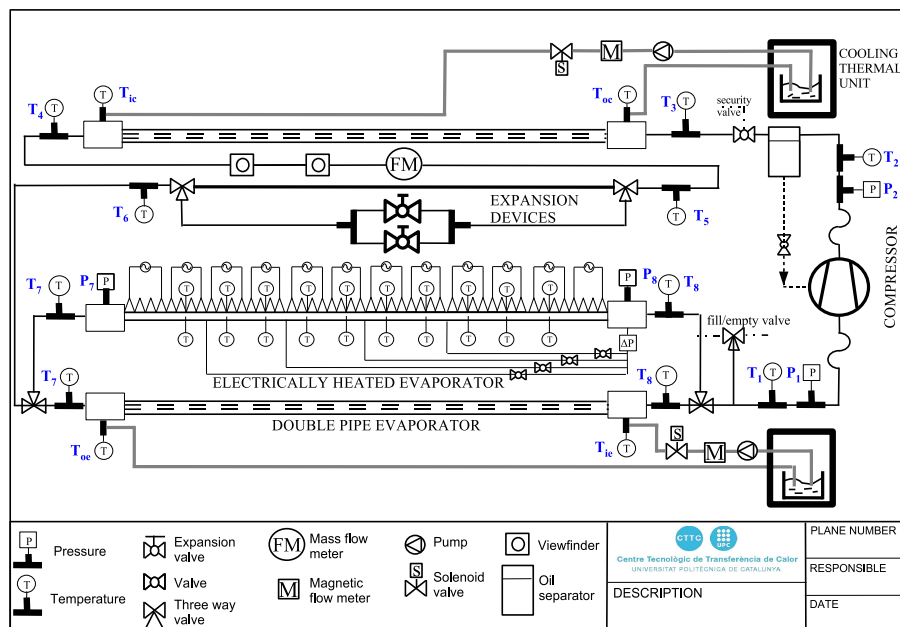 COOLING
THERMAL
UNIT
S
M
T
T4
T
Tic
Toc
T
T
T3
security
valve
T
T2
P
P2
FM
T
T6
EXPANSION
DEVICES
T
T5
COMPRESSOR
T7
T
P7
P
T T T T T T T T T T
P
P8
T
T8
T T T T T T T T T T
ΔP
fill/empty valve
ELECTRICALLY HEATED EVAPORATOR
T7
T
T8
T
T1
T
P1
P
DOUBLE PIPE EVAPORATOR
Toc
T
Tie
T
S
M
P
Pressure
T
Temperature
Expansion
valve
Valve
Three way
valve
FM
Mass flow
meter
M
Magnetic
flow meter
Pump
S
Solenoid
valve
Viewfinder
Oil
separator
CTTC UPC
Centre Tecnològic de Transferència de Calor
UNIVERSITAT POLITÈCNICA DE CATALUNYA
DESCRIPTION
PLANE NUMBER
RESPONSIBLE
DATE